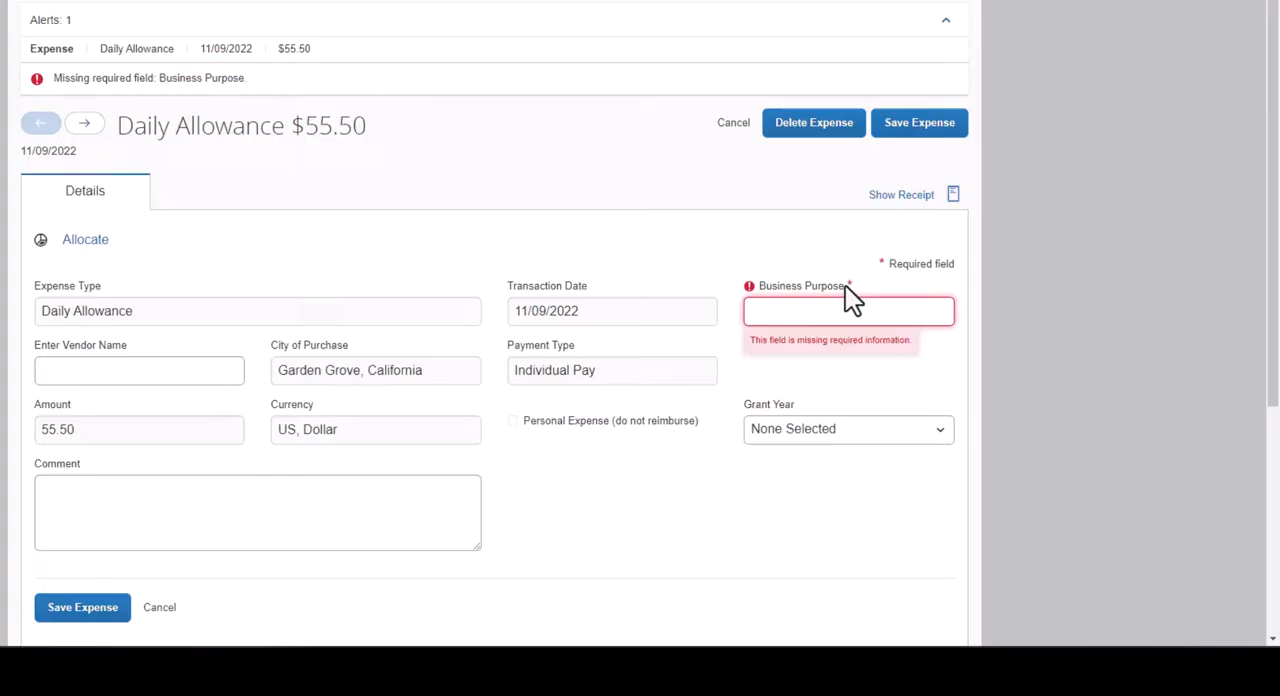 Alerts: 1
Expense Daily Allowance 11/09/2022 $55.50
Missing required field: Business Purpose.
Daily Allowance $55.50
Cancel Delete Expense Save Expense
11/09/2022
Details
Show Receipt
Allocate
* Required field
Expense Type Transaction Date Business Purpose *
Daily Allowance 11/09/2022
This field is missing required information.
Enter Vendor Name City of Purchase Payment Type
Garden Grove, California Individual Pay
Amount Currency Grant Year
Personal Expense (do not reimburse)
55.50 US, Dollar None Selected
Comment
Save Expense Cancel